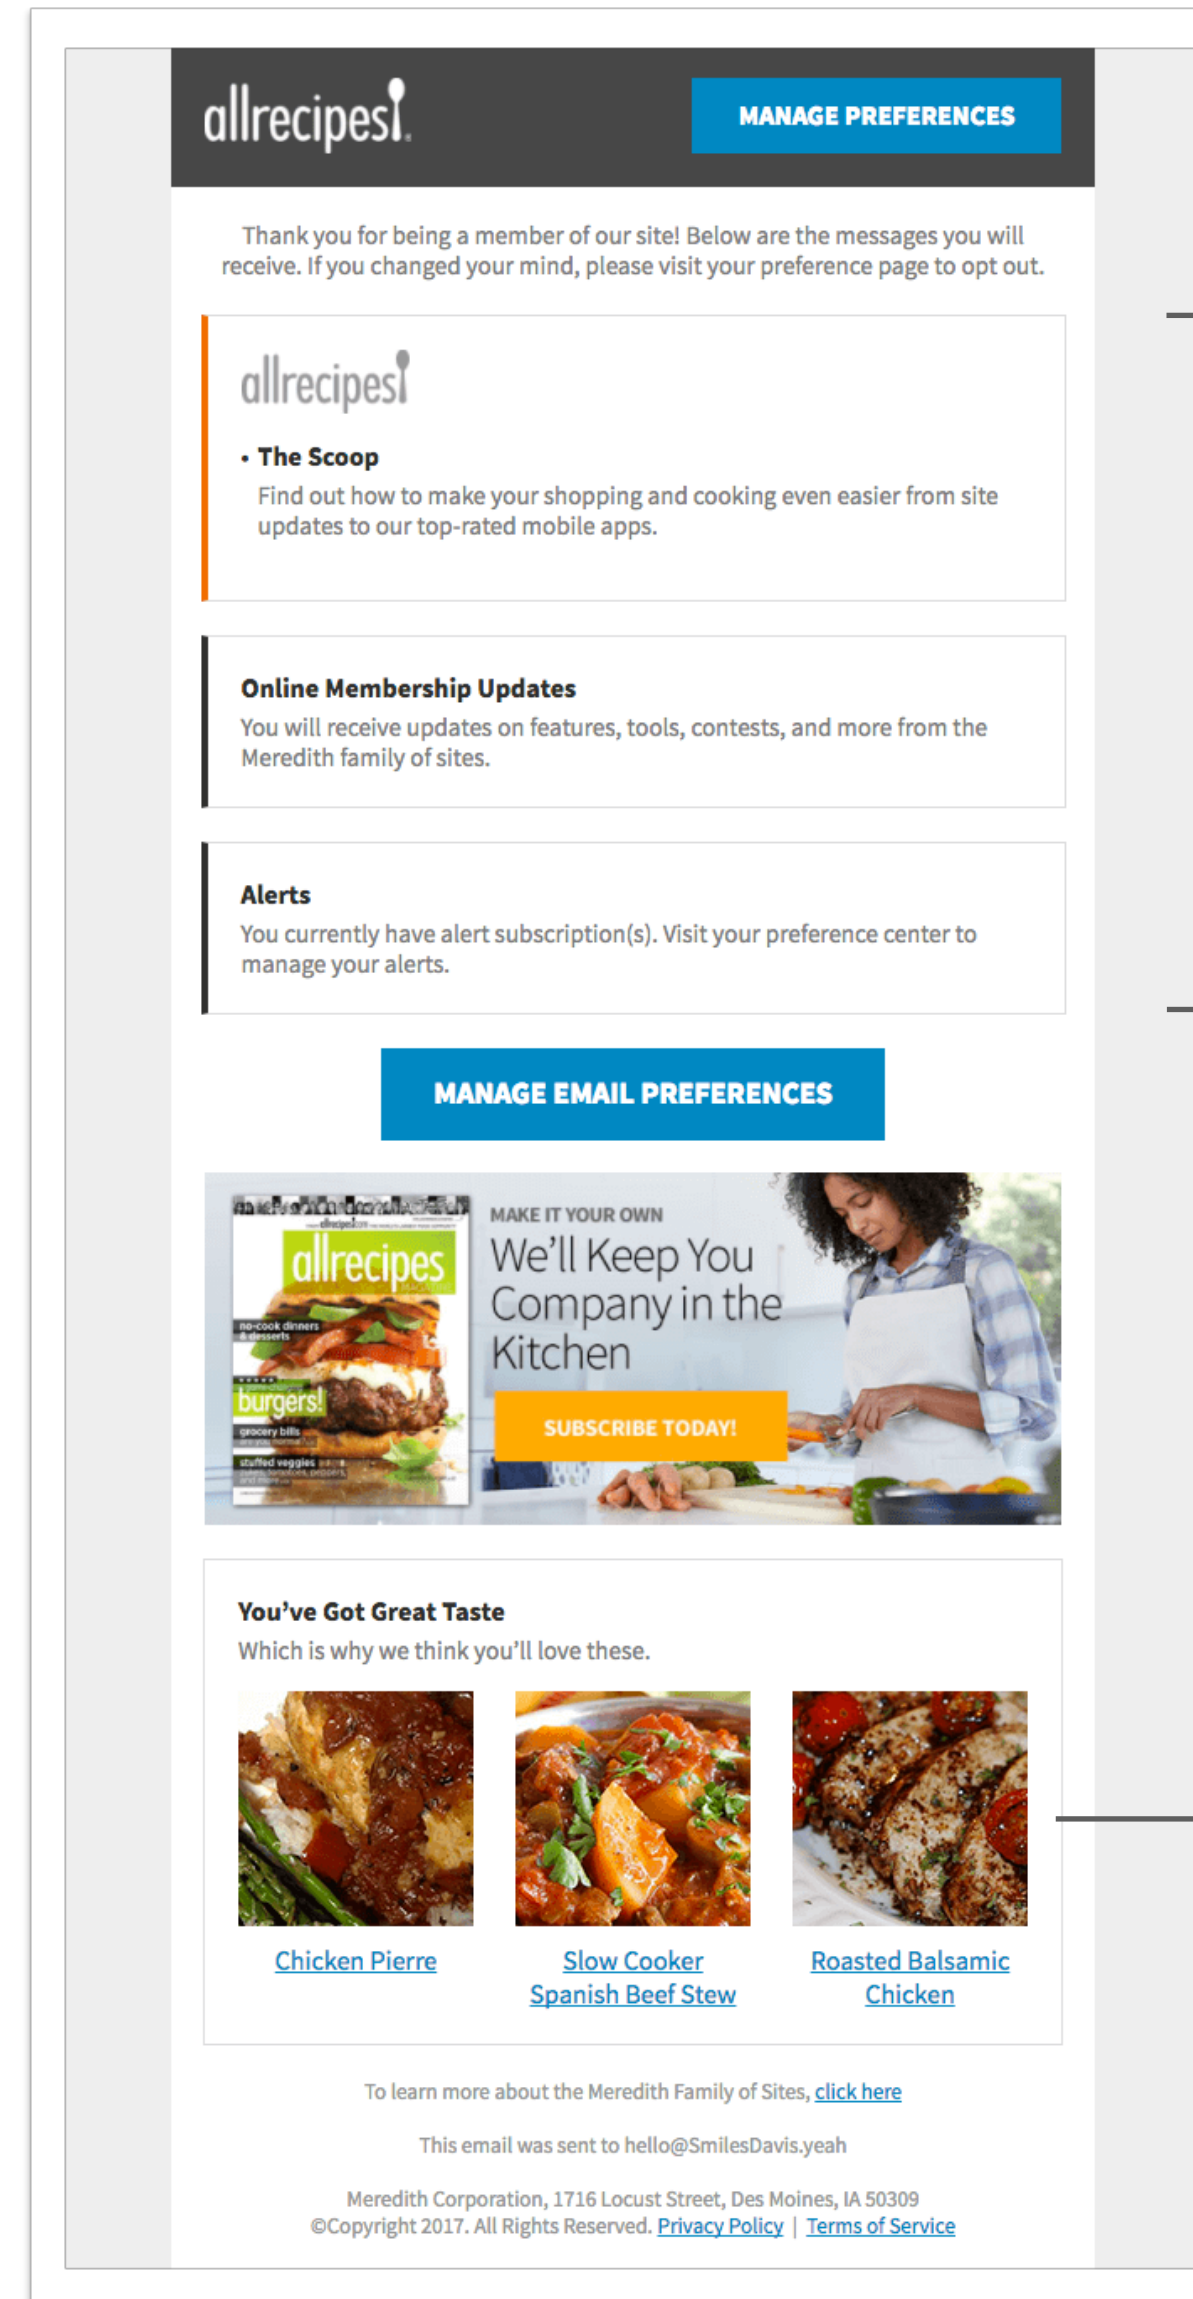 allrecipes
MANAGE PREFERENCES
Thank you for being a member of our site! Below are the messages you will
receive. If you changed your mind, please visit your preference page to opt out.
allrecipes
• The Scoop
Find out how to make your shopping and cooking even easier from site
updates to our top-rated mobile apps.
Online Membership Updates
You will receive updates on features, tools, contests, and more from the
Meredith family of sites.
Alerts
You currently have alert subscription(s). Visit your preference center to
manage your alerts.
MANAGE EMAIL PREFERENCES
allrecipes
MAGAZINE
no-cook dinners
& desserts
burgers!
grocery bills
stuffed veggies
MAKE IT YOUR OWN
We'll Keep You
Company in the
Kitchen
SUBSCRIBE TODAY!
You've Got Great Taste
Which is why we think you'll love these.
Chicken Pierre
Slow Cooker
Spanish Beef Stew
Roasted Balsamic
Chicken
To learn more about the Meredith Family of Sites, click here
This email was sent to hello@SmilesDavis.yeah
Meredith Corporation, 1716 Locust Street, Des Moines, IA 50309
©Copyright 2017. All Rights Reserved. Privacy Policy | Terms of Service